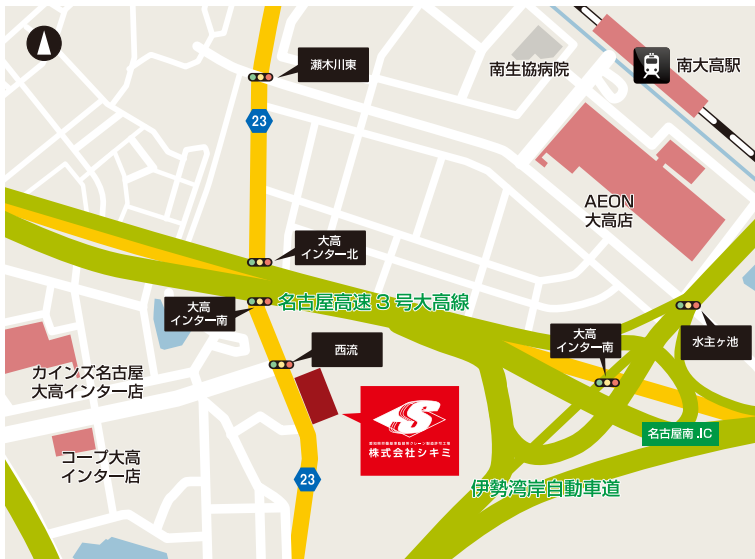 瀬木川東
南生協病院
南大高駅
23
AEON
大高店
大高
インター北
名古屋高速3号大高線
大高
インター南
西流
大高
インター南
水主ヶ池
カインズ名古屋
大高インター店
株式会社シキミ
名古屋南.IC
コープ大高
インター店
23
伊勢湾岸自動車道